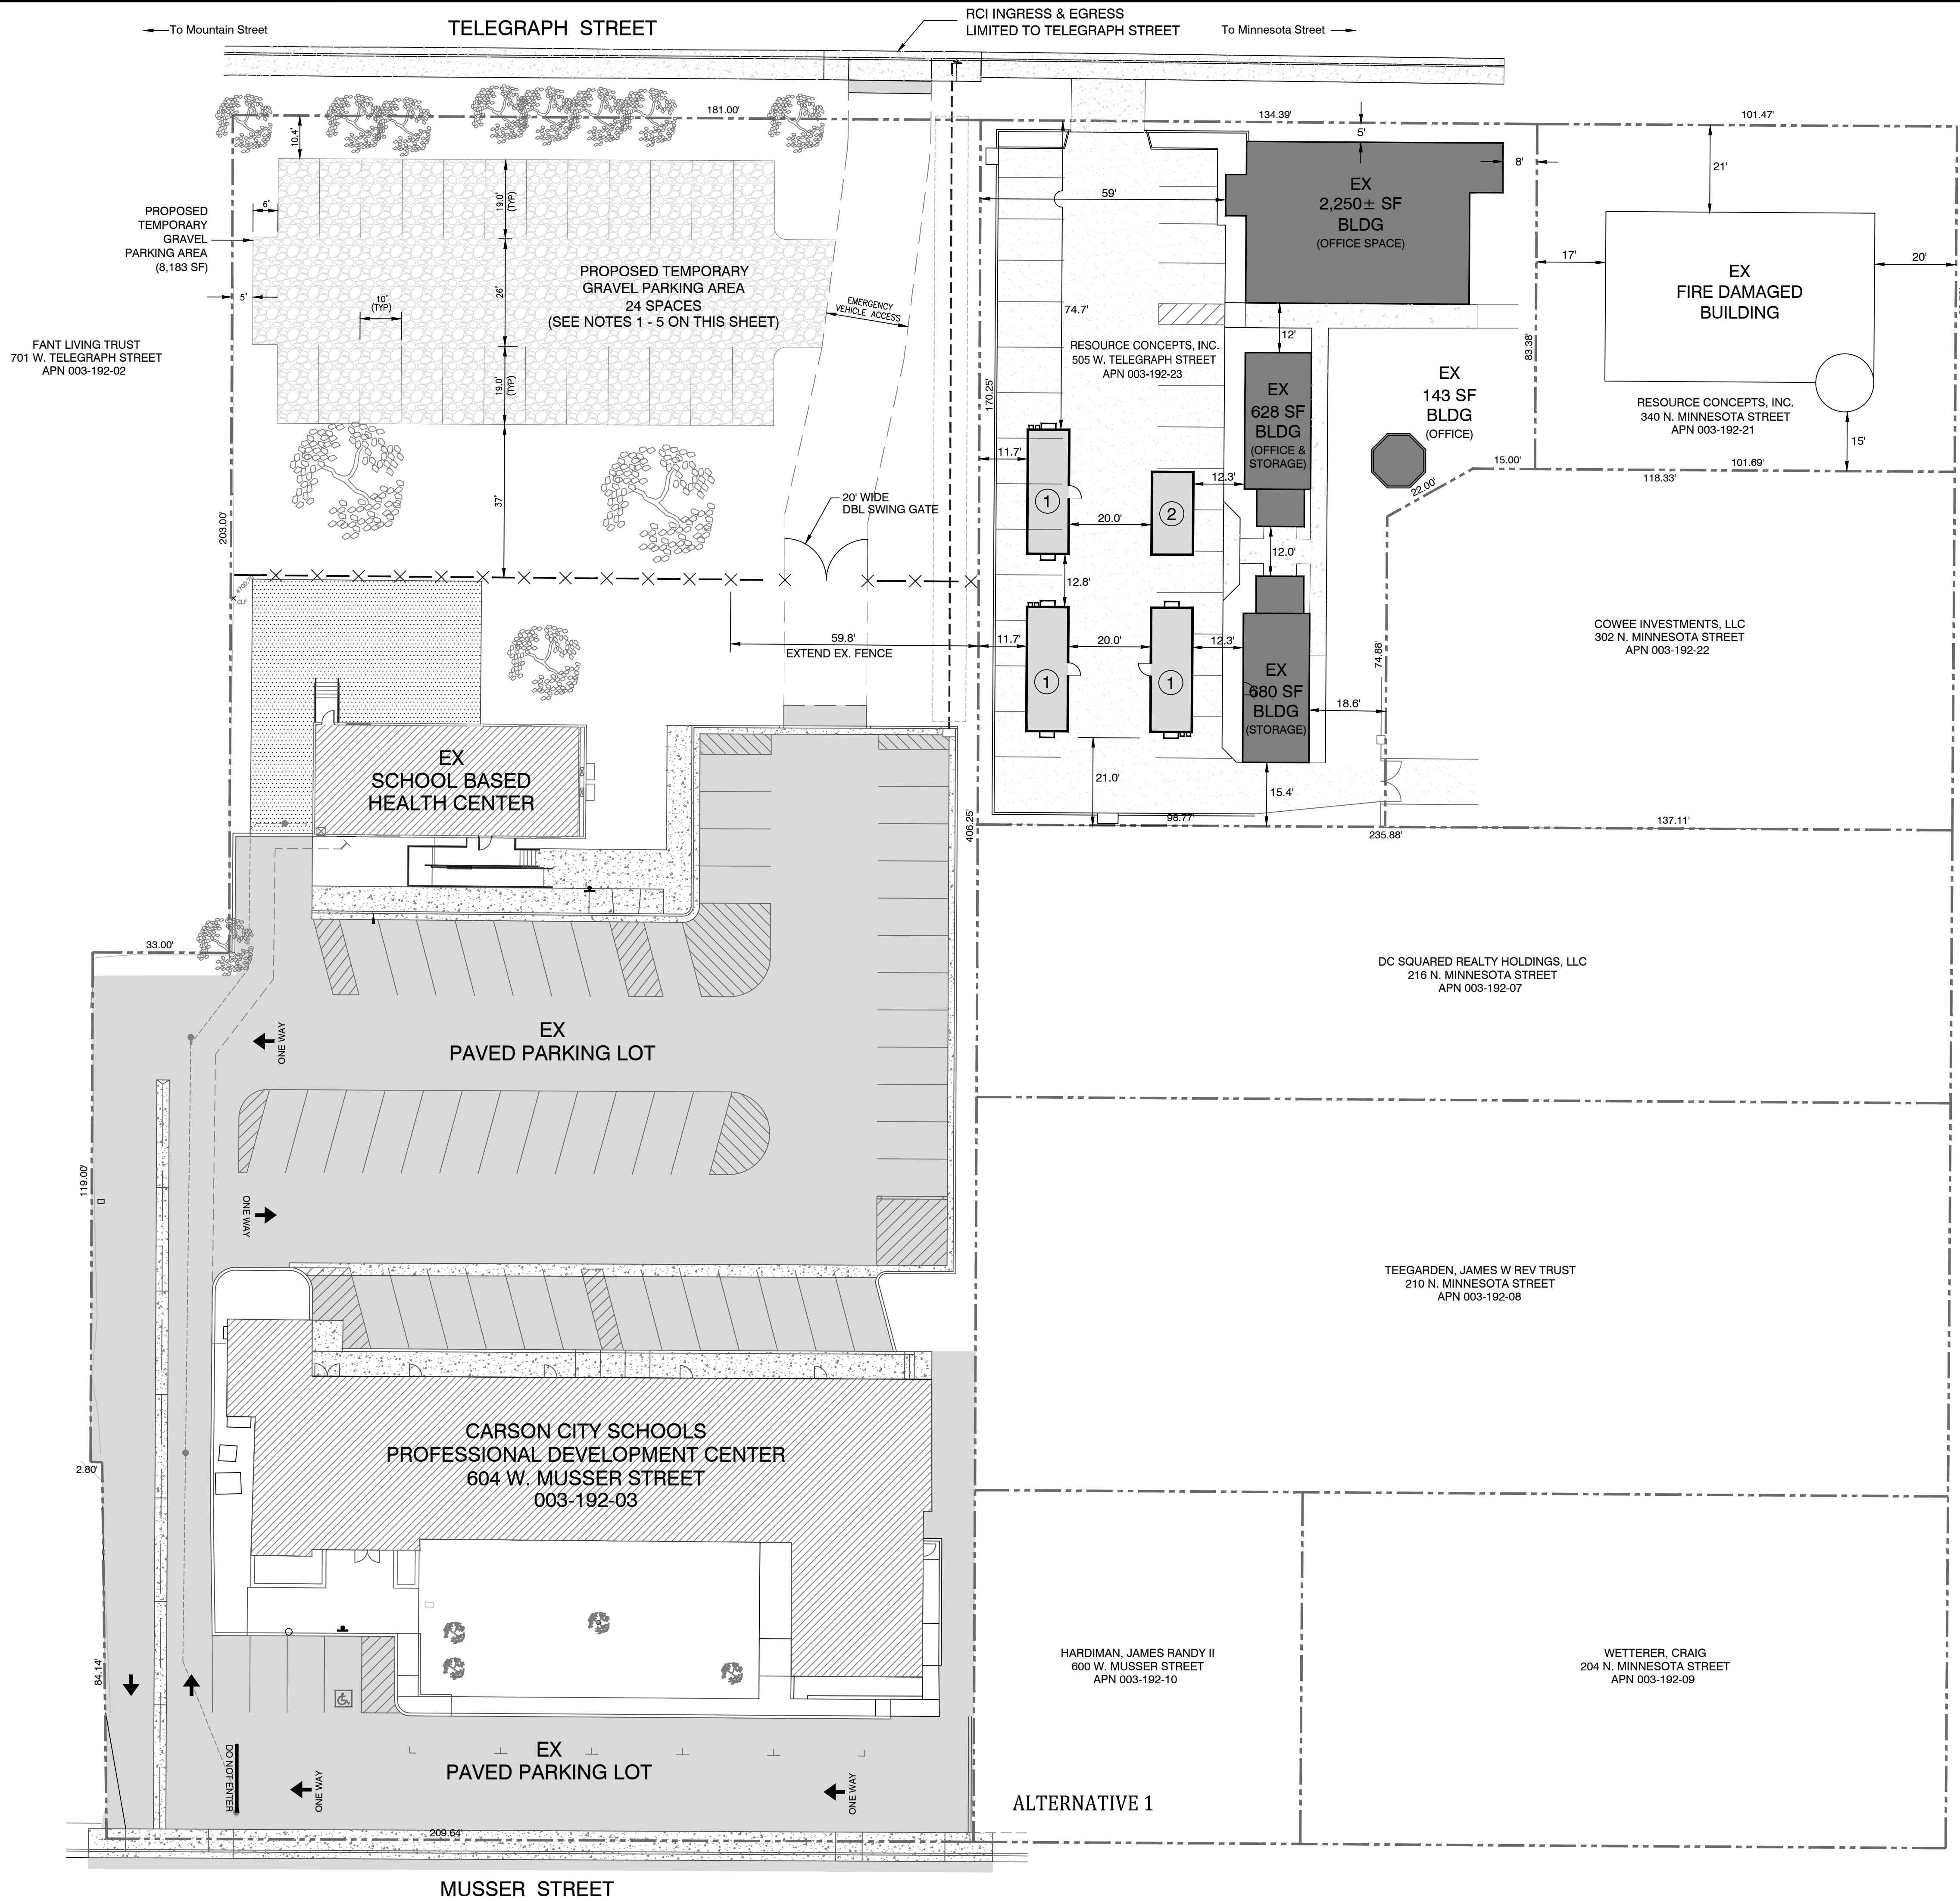 To Mountain Street
TELEGRAPH STREET
RCI INGRESS & EGRESS
LIMITED TO TELEGRAPH STREET
To Minnesota Street
181.00'
134.39'
101.47'
10.4'
5'
8'
21'
6'
19.0'
(TYP)
59'
EX
2,250± SF
BLDG
(OFFICE SPACE)
PROPOSED
TEMPORARY
GRAVEL
PARKING AREA
(8,183 SF)
5'
10'
(TYP)
26'
PROPOSED TEMPORARY
GRAVEL PARKING AREA
24 SPACES
(SEE NOTES 1 - 5 ON THIS SHEET)
EMERGENCY
VEHICLE ACCESS
74.7'
17'
20'
EX
FIRE DAMAGED
BUILDING
FANT LIVING TRUST
701 W. TELEGRAPH STREET
APN 003-192-02
19.0'
(TYP)
RESOURCE CONCEPTS, INC.
505 W. TELEGRAPH STREET
APN 003-192-23
12'
83.38'
170.25'
EX
628 SF
BLDG
(OFFICE &
STORAGE)
EX
143 SF
BLDG
(OFFICE)
RESOURCE CONCEPTS, INC.
340 N. MINNESOTA STREET
APN 003-192-21
15'
11.7'
12.3'
15.00'
101.69'
118.33'
22.00'
203.00'
37'
20' WIDE
DBL SWING GATE
1
2
20.0'
12.0'
12.8'
4700.7
CLF
59.8'
EXTEND EX. FENCE
11.7'
20.0'
12.3'
1
1
EX
680 SF
BLDG
(STORAGE)
18.6'
74.88'
COWEE INVESTMENTS, LLC
302 N. MINNESOTA STREET
APN 003-192-22
EX
SCHOOL BASED
HEALTH CENTER
21.0'
15.4'
406.25'
98.77'
235.88'
137.11'
33.00'
DC SQUARED REALTY HOLDINGS, LLC
216 N. MINNESOTA STREET
APN 003-192-07
ONE WAY
EX
PAVED PARKING LOT
119.00'
ONE WAY
TEEGARDEN, JAMES W REV TRUST
210 N. MINNESOTA STREET
APN 003-192-08
CARSON CITY SCHOOLS
PROFESSIONAL DEVELOPMENT CENTER
604 W. MUSSER STREET
003-192-03
2.80'
84.14'
HARDIMAN, JAMES RANDY II
600 W. MUSSER STREET
APN 003-192-10
WETTERER, CRAIG
204 N. MINNESOTA STREET
APN 003-192-09
DO NOT ENTER
ONE WAY
EX
PAVED PARKING LOT
ONE WAY
ALTERNATIVE 1
209.64'
MUSSER STREET